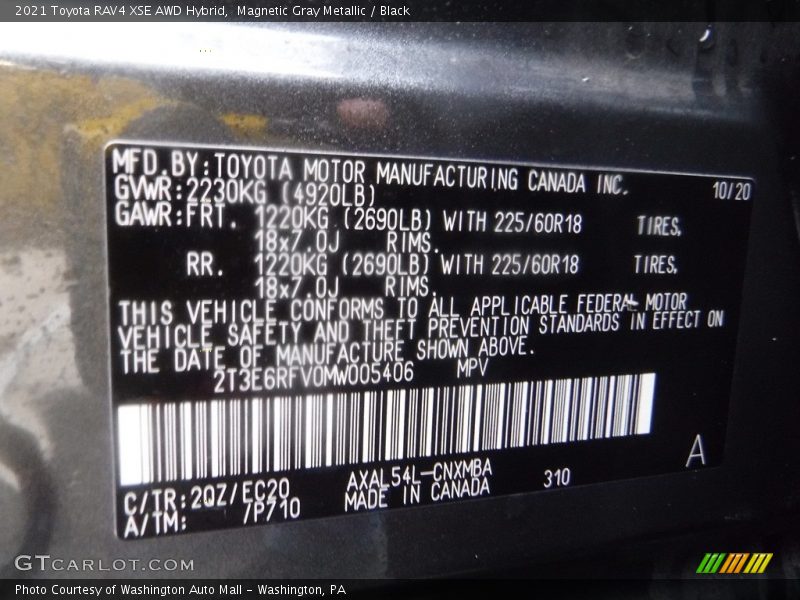 2021 Toyota RAV4 XSE AWD Hybrid, Magnetic Gray Metallic / Black
MFD.BY:TOYOTA MOTOR MANUFACTURING CANADA INC. 10/20
GVWR:2230KG (4920LB)
GAWR:FRT. 1220KG (2690LB) WITH 225/60R18 TIRES,
18x7.0J RIMS.
RR. 1220KG (2690LB) WITH 225/60R18 TIRES,
18x7.0J RIMS.
THIS VEHICLE CONFORMS TO ALL APPLICABLE FEDERAL MOTOR
VEHICLE SAFETY AND THEFT PREVENTION STANDARDS IN EFFECT ON
THE DATE OF MANUFACTURE SHOWN ABOVE.
2T3E6RFV0MW005406 MPV
A
C/TR:2QZ/EC20 AXAL54L-CNXMBA 310
A/TM: /P710 MADE IN CANADA
GTCARLOT.COM
Photo Courtesy of Washington Auto Mall - Washington, PA